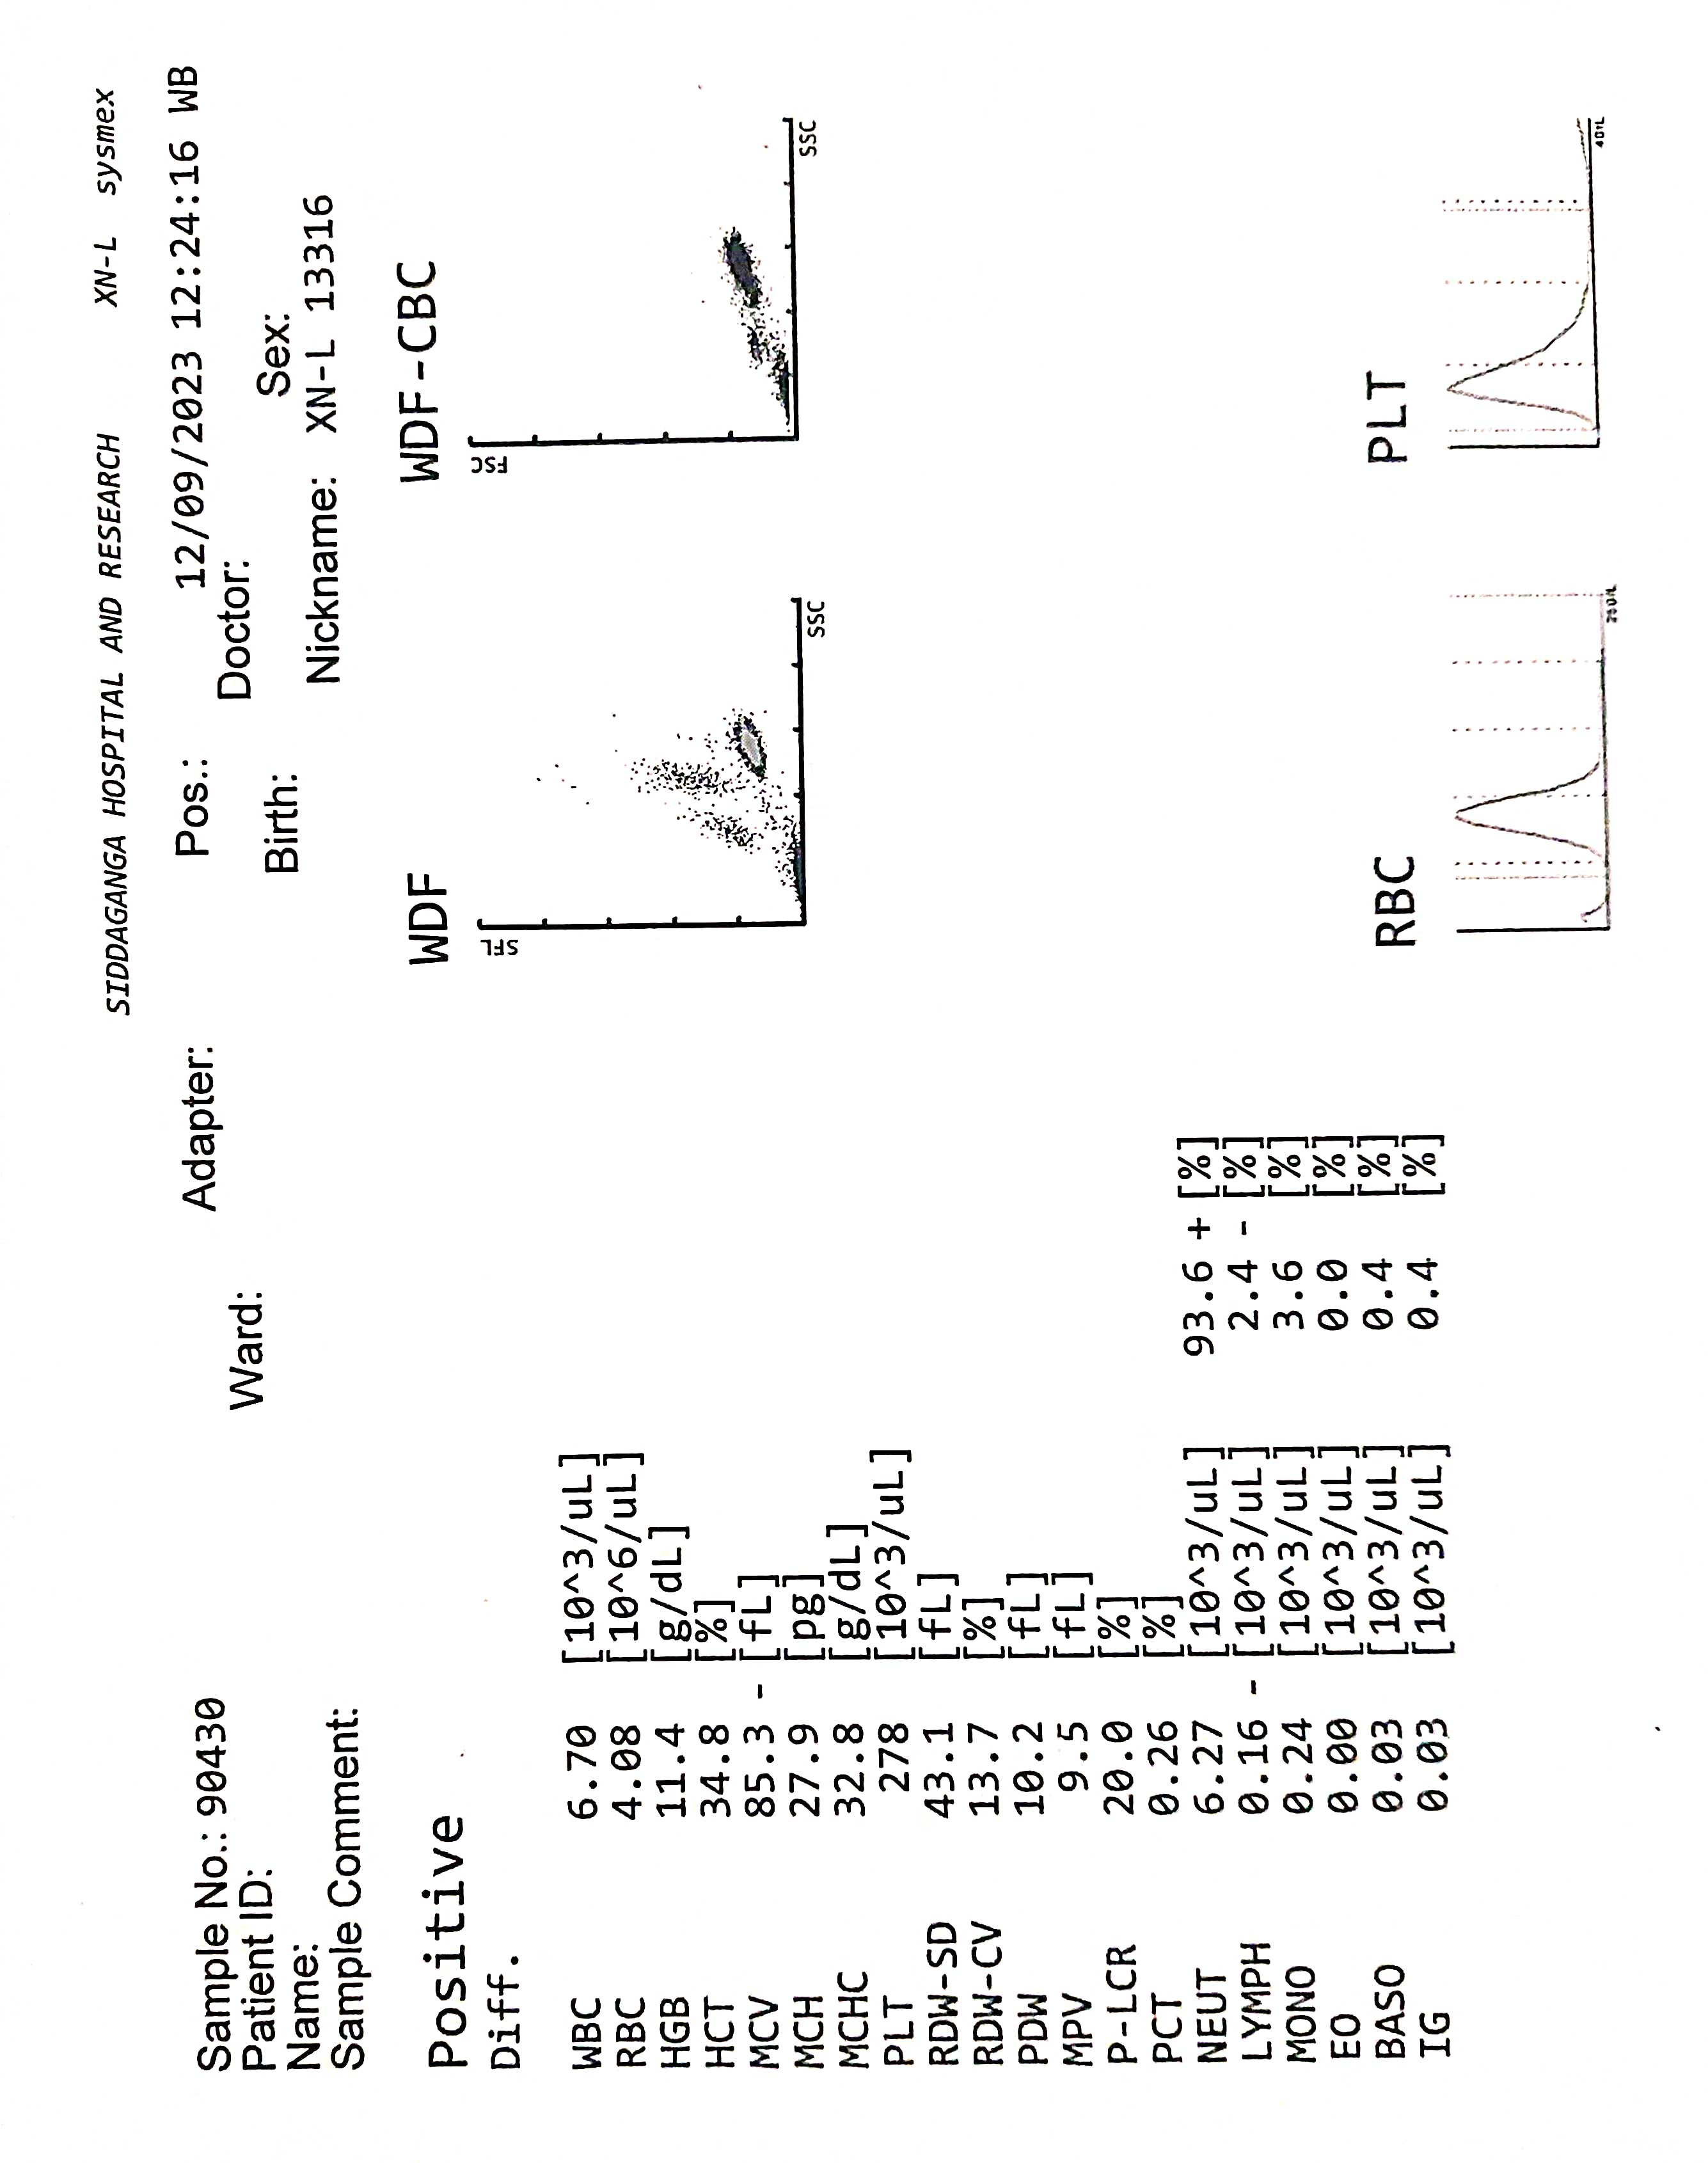 SIDDAGANGA HOSPITAL AND RESEARCH XN-L sysmex
Sample No.: 90430 Adapter: Pos.: 12/09/2023 12:24:16 WB
Patient ID: Ward: Doctor:
Name: Birth: Sex:
Sample Comment: Nickname: XN-L 13316
Positive
Diff.
WDF
SFL
SSC
WDF-CBC
FSC
SSC
WBC 6.70 [10^3/uL]
RBC 4.08 [10^6/uL]
HGB 11.4 [g/dL]
HCT 34.8 [%]
MCV 85.3 - [fL]
MCH 27.9 [pg]
MCHC 32.8 [g/dL]
PLT 278 [10^3/uL]
RDW-SD 43.1 [fL]
RDW-CV 13.7 [%]
PDW 10.2 [fL]
MPV 9.5 [fL]
P-LCR 20.0 [%]
PCT 0.26 [%]
NEUT 6.27 [10^3/uL] 93.6 + [%]
LYMPH 0.16 - [10^3/uL] 2.4 - [%]
MONO 0.24 [10^3/uL] 3.6 [%]
EO 0.00 [10^3/uL] 0.0 [%]
BASO 0.03 [10^3/uL] 0.4 [%]
IG 0.03 [10^3/uL] 0.4 [%]
RBC
250fL
PLT
40fL